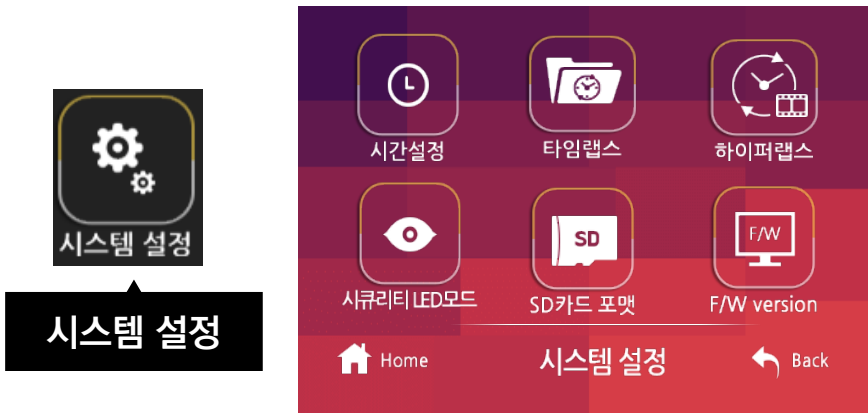 시스템 설정
시스템 설정
시간설정
타임랩스
하이퍼랩스
SD
F/W
시큐리티 LED모드
SD카드 포맷
F/W version
Home
시스템 설정
Back